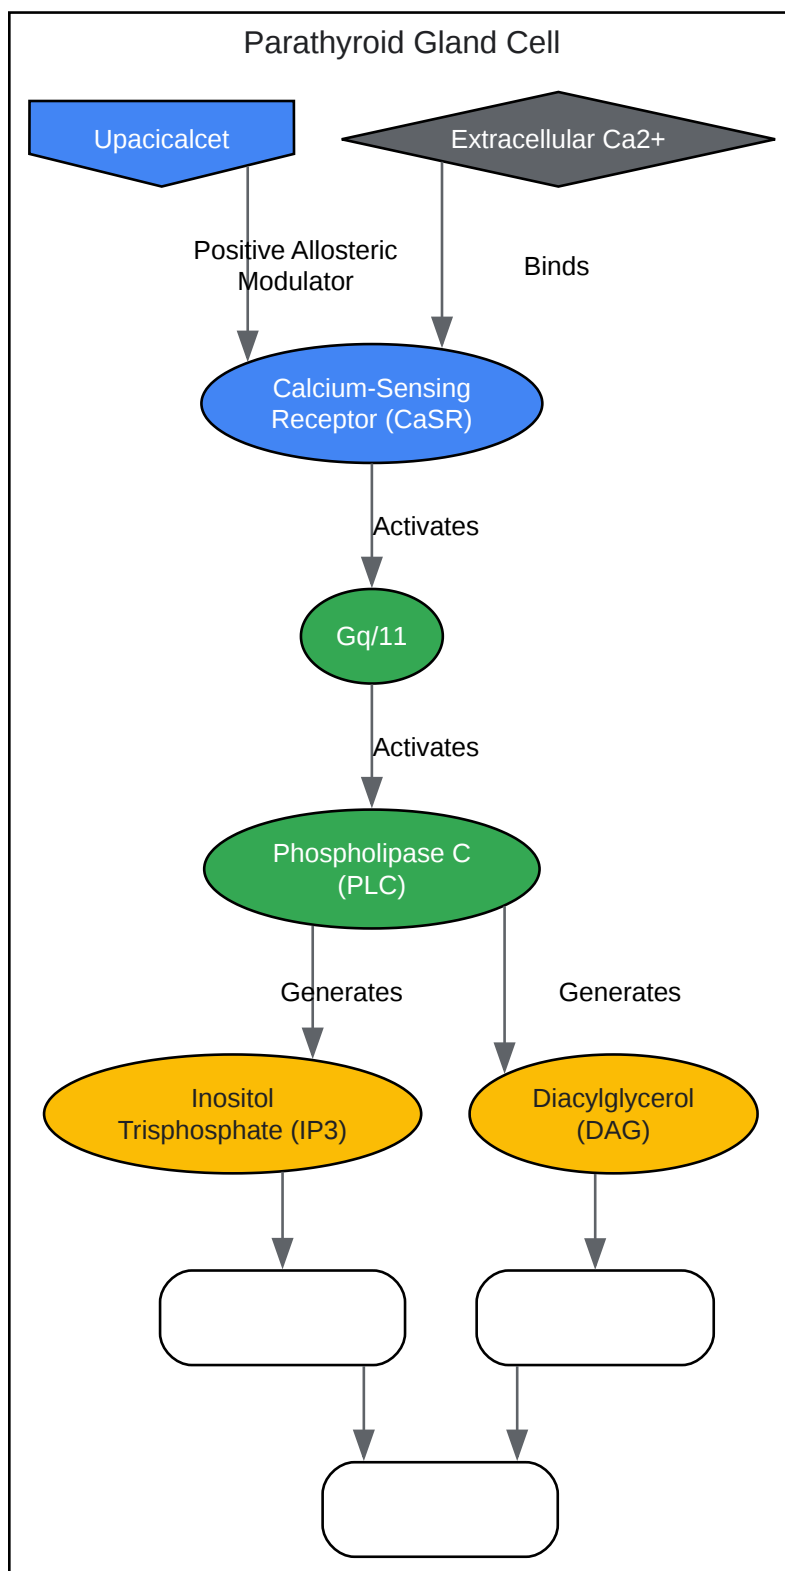 Parathyroid Gland Cell
Upacicalcet
Extracellular Ca2+
Positive Allosteric
Modulator
Binds
Calcium-Sensing
Receptor (CaSR)
Activates
Gq/11
Activates
Phospholipase C
(PLC)
Generates
Generates
Inositol
Trisphosphate (IP3)
Diacylglycerol
(DAG)